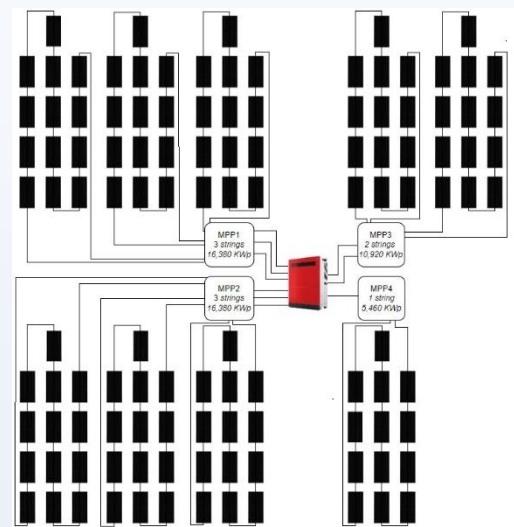 MPP1
3 strings
16,380 KWp
MPP3
2 strings
10,920 KWp
MPP2
3 strings
16,380 KWp
MPP4
1 string
5,460 KWp